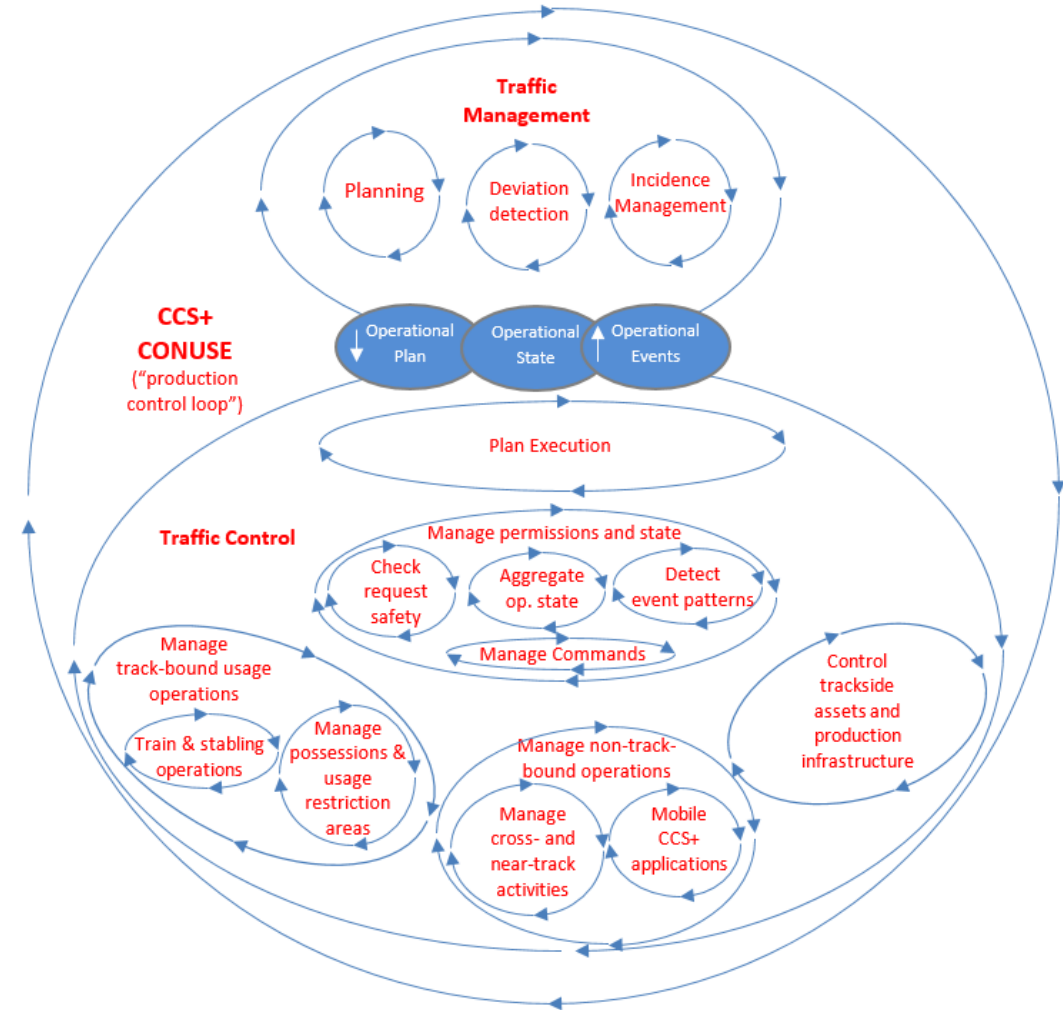 Traffic
Management
Planning
Deviation
detection
Incidence
Management
CCS+
CONUSE
(“production
control loop”)
Operational
Plan
Operational
State
Operational
Events
Plan Execution
Traffic Control
Manage permissions and state
Check
request
safety
Aggregate
op. state
Detect
event patterns
Manage Commands
Manage
track-bound usage
operations
Train & stabling
operations
Manage
possessions &
usage
restriction
areas
Manage non-track-
bound operations
Manage
cross- and
near-track
activities
Mobile
CCS+
applications
Control
trackside
assets and
production
infrastructure